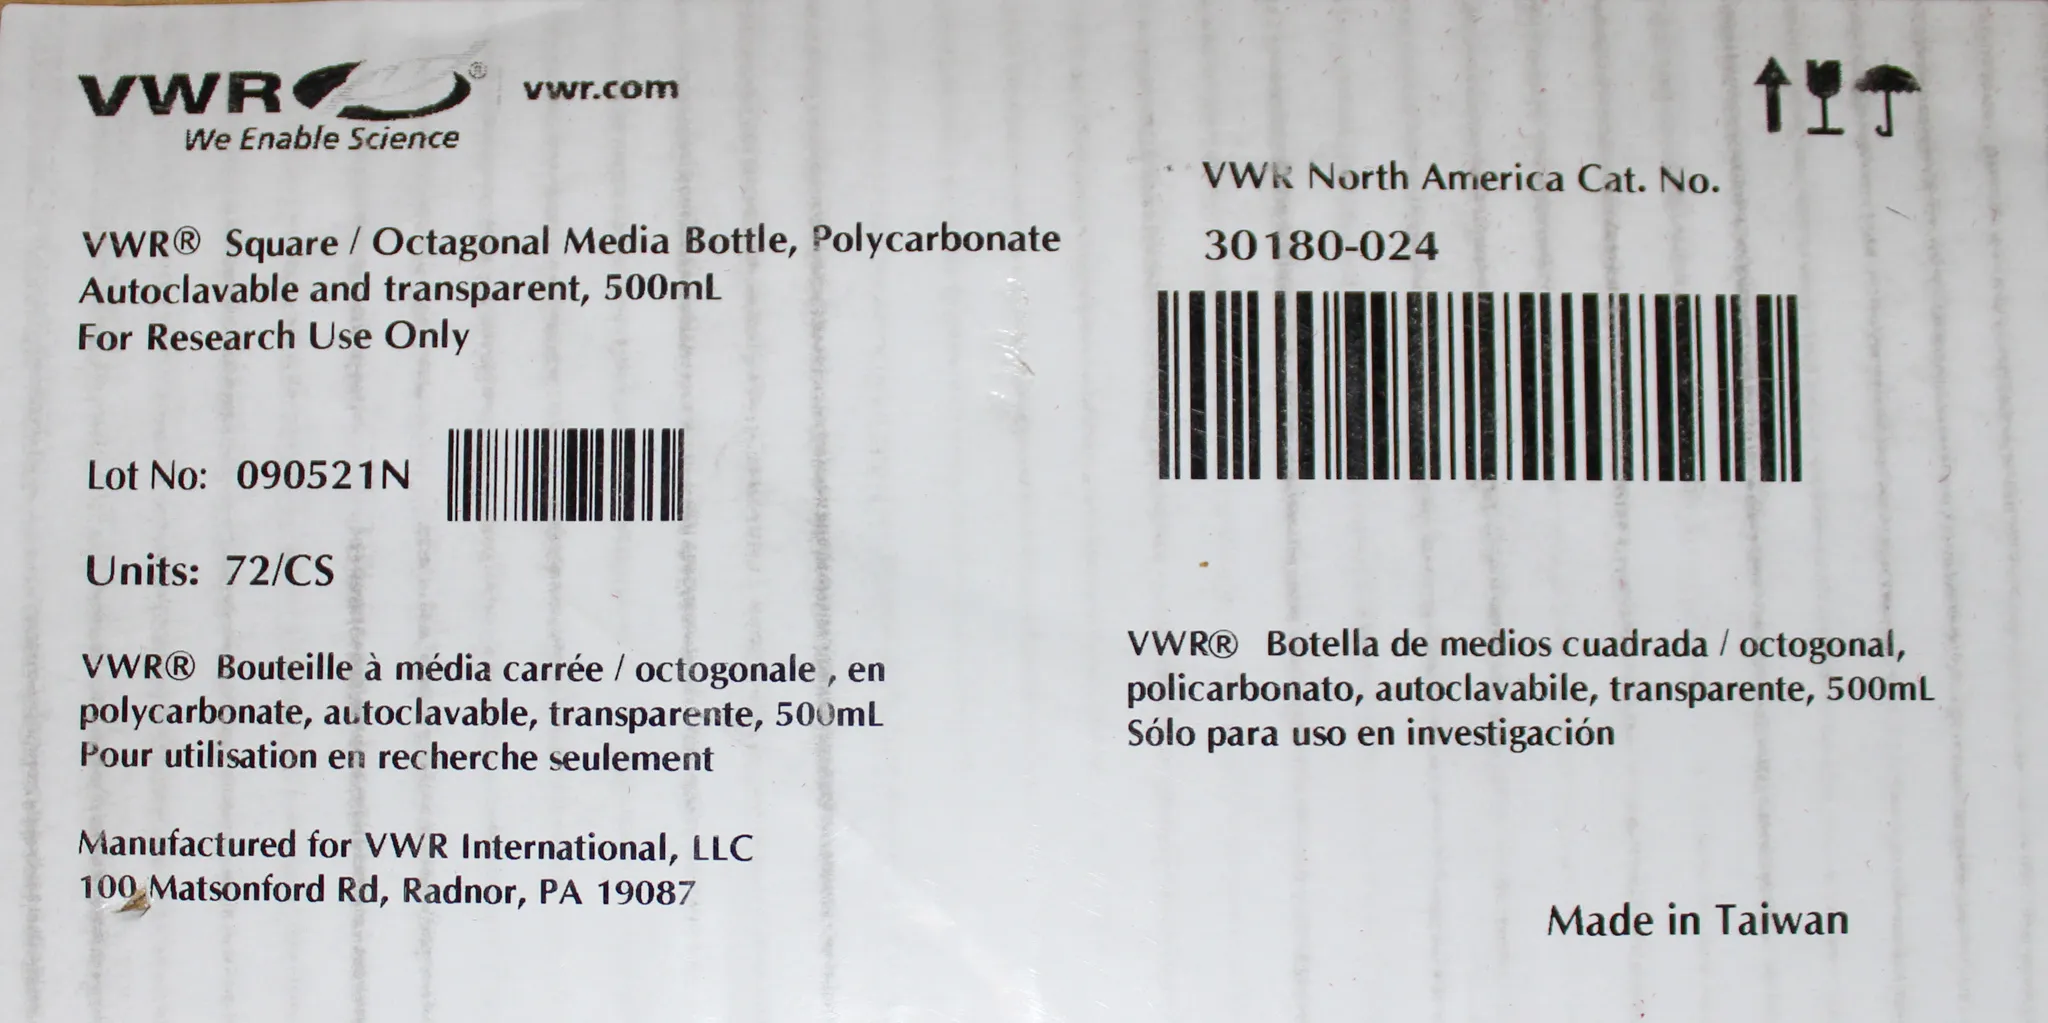 VWR®
vwr.com
We Enable Science
VWR North America Cat. No.
30180-024
VWR® Square / Octagonal Media Bottle, Polycarbonate
Autoclavable and transparent, 500mL
For Research Use Only
Lot No: 090521N
Units: 72/CS
VWR® Bouteille à média carrée / octogonale , en
polycarbonate, autoclavable, transparente, 500mL
Pour utilisation en recherche seulement
VWR® Botella de medios cuadrada / octogonal,
policarbonato, autoclavabile, transparente, 500mL
Sólo para uso en investigación
Manufactured for VWR International, LLC
100 Matsonford Rd, Radnor, PA 19087
Made in Taiwan